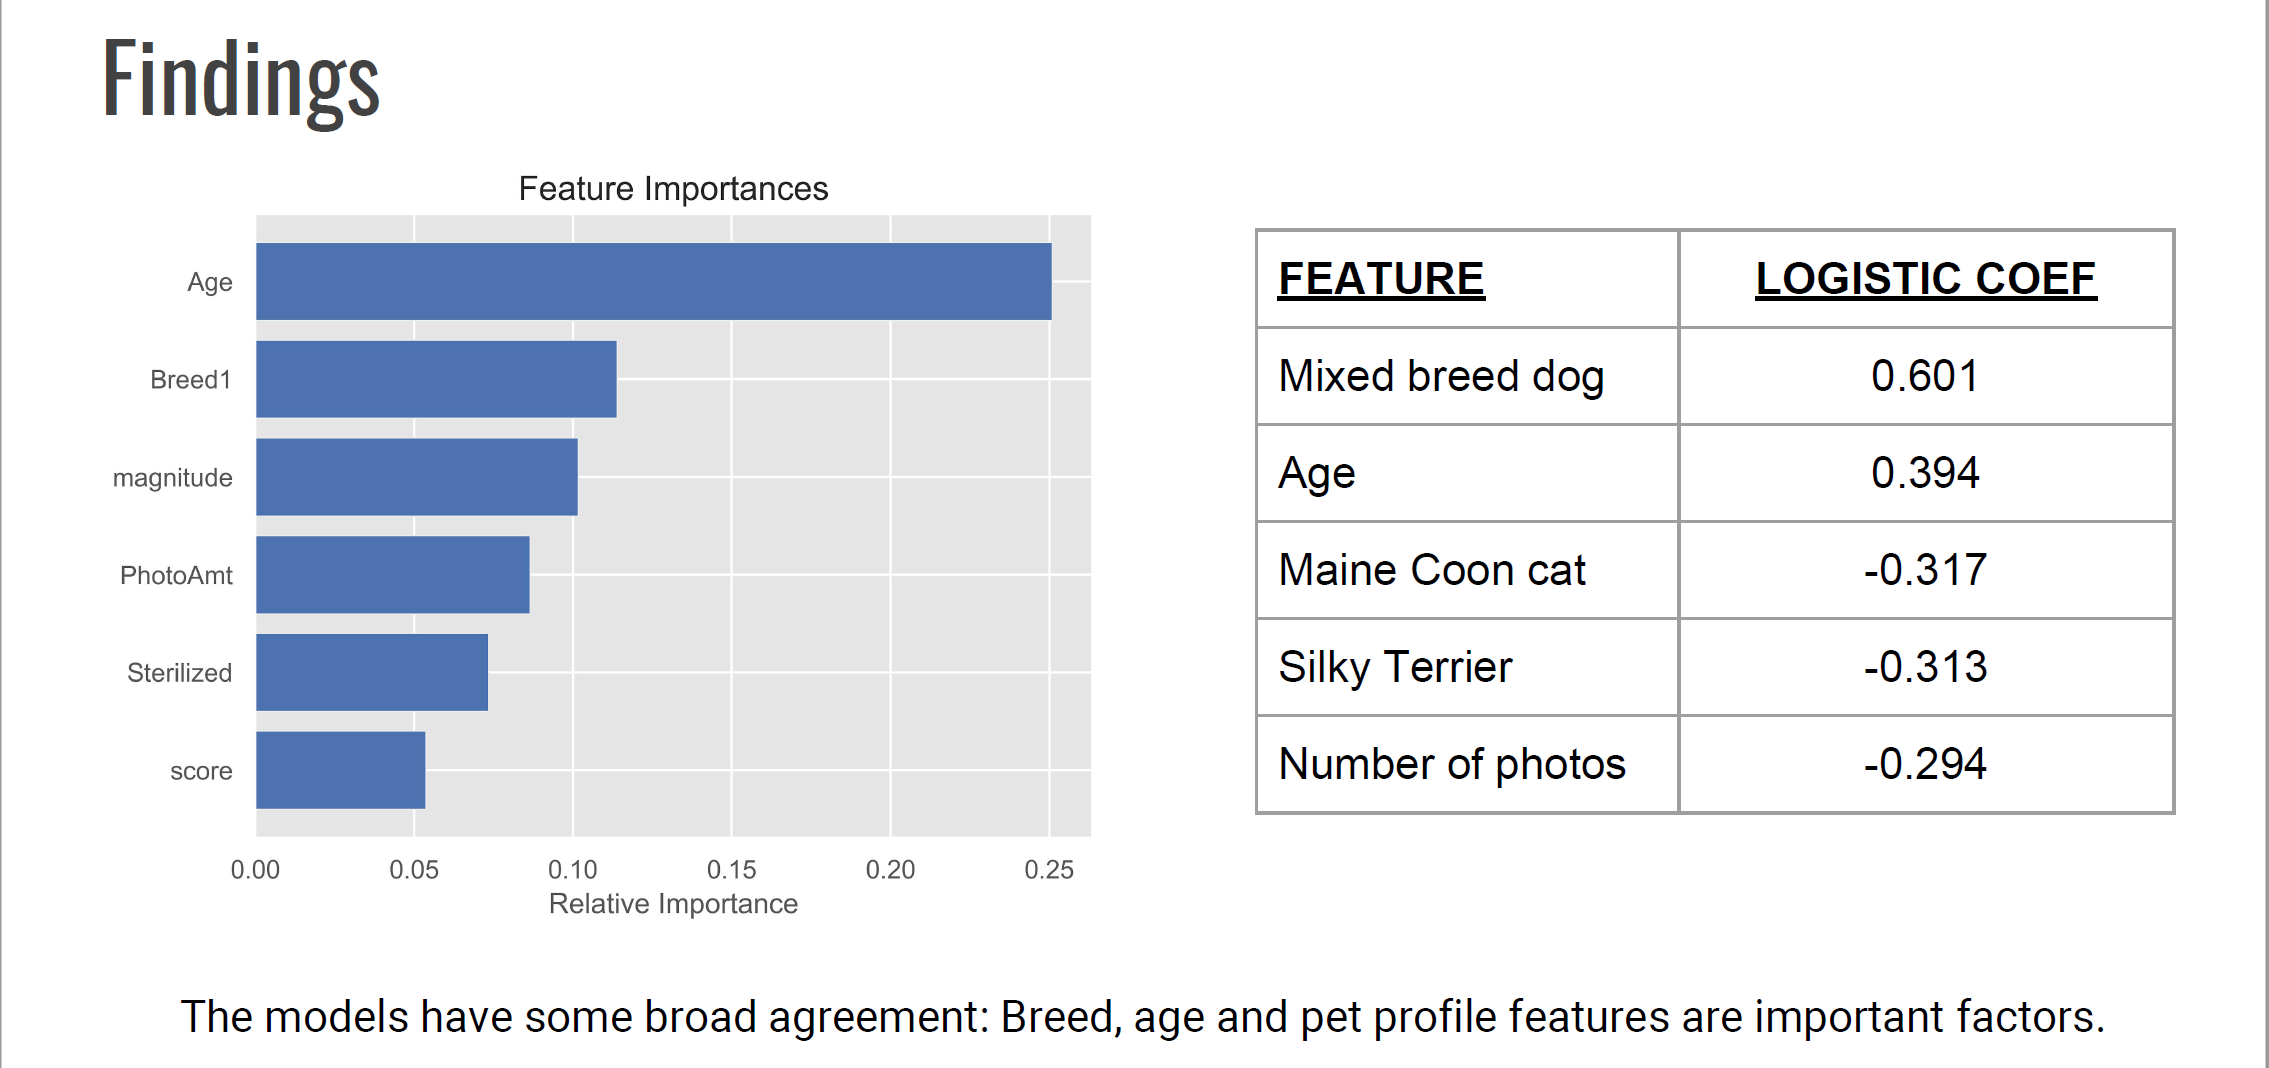 Findings
Feature Importances
Age
Breed1
magnitude
PhotoAmt
Sterilized
score
0.00 0.05 0.10 0.15 0.20 0.25
Relative Importance
FEATURE LOGISTIC COEF
Mixed breed dog 0.601
Age 0.394
Maine Coon cat -0.317
Silky Terrier -0.313
Number of photos -0.294
The models have some broad agreement: Breed, age and pet profile features are important factors.